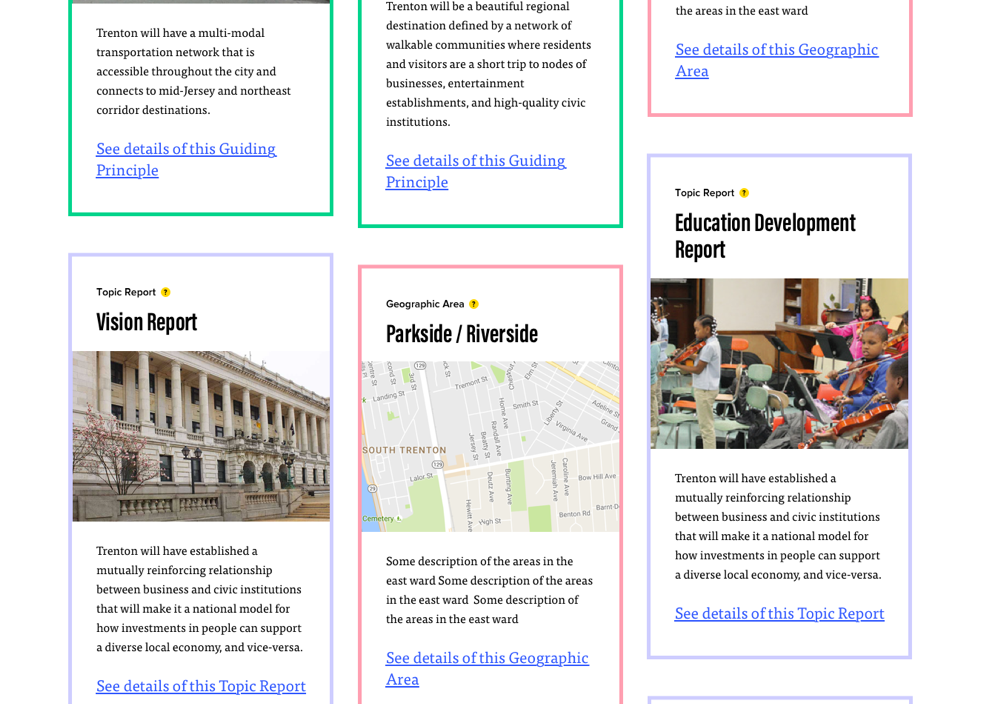 Trenton will have a multi-modal
transportation network that is
accessible throughout the city and
connects to mid-Jersey and northeast
corridor destinations.
See details of this Guiding
Principle
Topic Report ?
Vision Report
Trenton will have established a
mutually reinforcing relationship
between business and civic institutions
that will make it a national model for
how investments in people can support
a diverse local economy, and vice-versa.
See details of this Topic Report
Trenton will be a beautiful regional
destination defined by a network of
walkable communities where residents
and visitors are a short trip to nodes of
businesses, entertainment
establishments, and high-quality civic
institutions.
See details of this Guiding
Principle
Geographic Area ?
Parkside / Riverside
129
Tremont St
Landing St
3rd St
Elm St
Smith St
Adeline St
Home Ave
Randall Ave
Liberty St
Virginia Ave
Beatty St
Jersey St
SOUTH TRENTON
129
Lalor St
Deutz Ave
Bunting Ave
Jeremiah Ave
Caroline Ave
Bow Hill Ave
29
Hewitt Ave
Benton Rd
Cemetery
High St
Some description of the areas in the
east ward Some description of the areas
in the east ward Some description of
the areas in the east ward
See details of this Geographic
Area
the areas in the east ward
See details of this Geographic
Area
Topic Report ?
Education Development
Report
Trenton will have established a
mutually reinforcing relationship
between business and civic institutions
that will make it a national model for
how investments in people can support
a diverse local economy, and vice-versa.
See details of this Topic Report